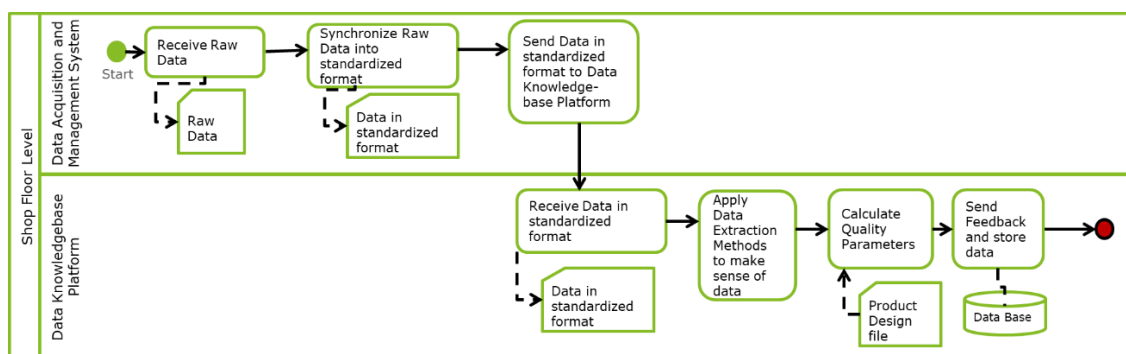 Shop Floor Level
Data Acquisition and
Management System
Start
Receive Raw
Data
Raw
Data
Synchronize Raw
Data into
standardized
format
Data in
standardized
format
Send Data in
standardized
format to Data
Knowledge-
base Platform
Data Knowledgebase
Platform
Receive Data in
standardized
format
Data in
standardized
format
Apply
Data
Extraction
Methods
to make
sense of
data
Calculate
Quality
Parameters
Product
Design
file
Send
Feedback
and store
data
Data Base